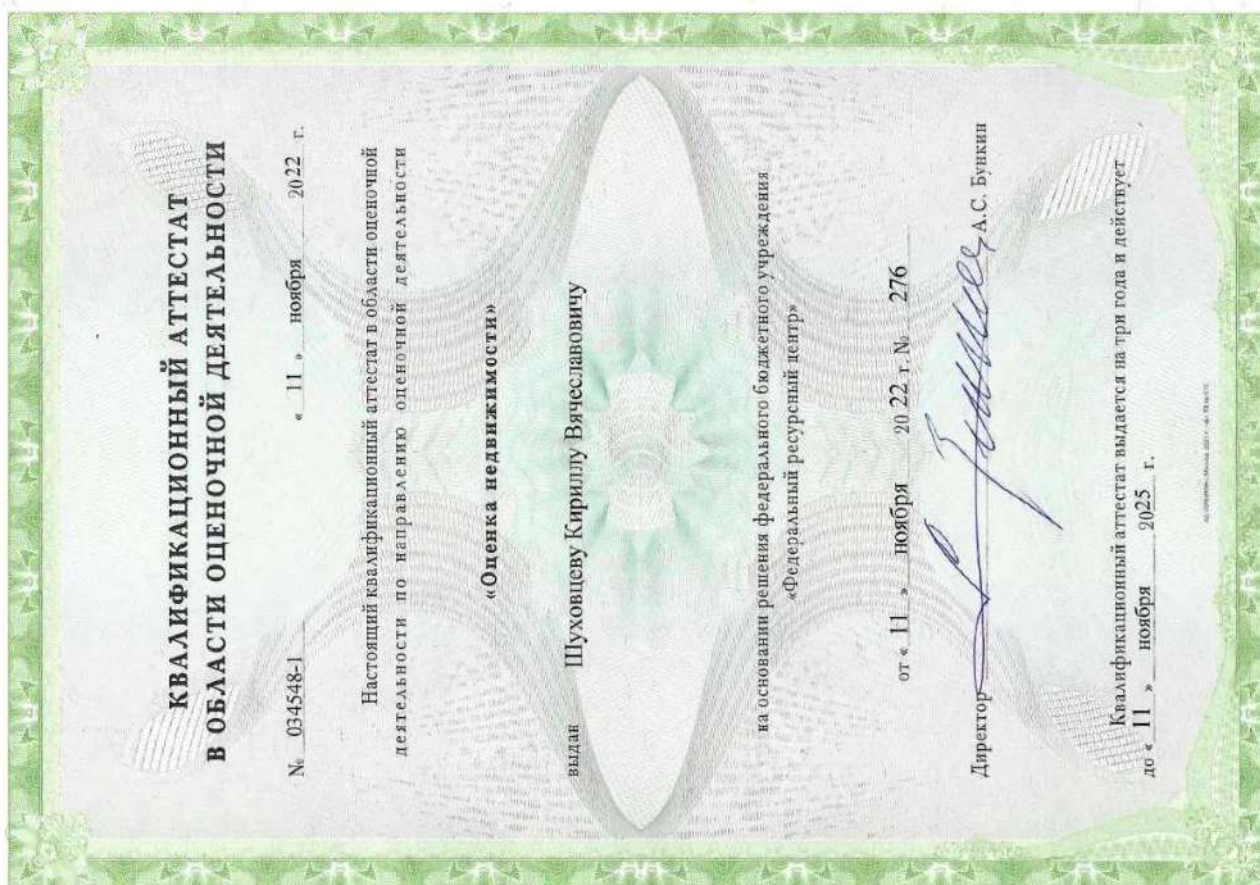 КВАЛИФИКАЦИОННЫЙ АТТЕСТАТ
В ОБЛАСТИ ОЦЕНОЧНОЙ ДЕЯТЕЛЬНОСТИ
№ 034548-1 « 11 » ноября 2022 г.
Настоящий квалификационный аттестат в области оценочной
деятельности по направлению оценочной деятельности
«Оценка недвижимости»
выдан Шуховцеву Кириллу Вячеславовичу
на основании решения федерального бюджетного учреждения
«Федеральный ресурсный центр»
от « 11 » ноября 20 22 г. № 276
Директор А.С. Бункин
Квалификационный аттестат выдается на три года и действует
до « 11 » ноября 2025 г.